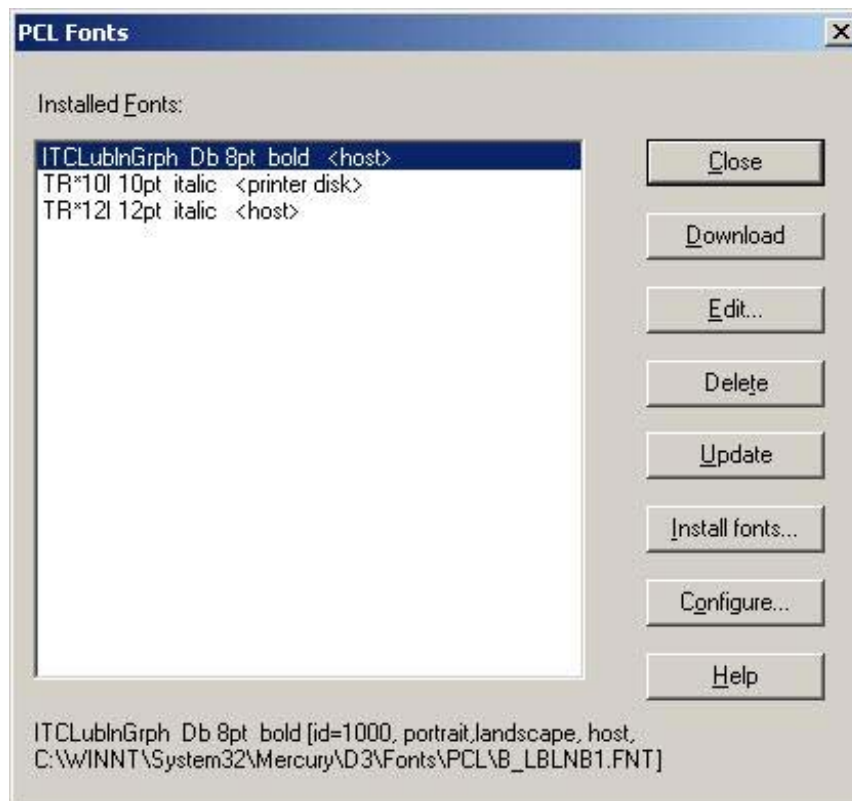 PCL Fonts
Installed Fonts:
ITCLubInGrph Db 8pt bold <host>
TR*10I 10pt italic <printer disk>
TR*12I 12pt italic <host>
Close
Download
Edit...
Delete
Update
Install fonts...
Configure...
Help
ITCLubInGrph Db 8pt bold [id=1000, portrait,landscape, host,
C:\WINNT\System32\Mercury\D3\Fonts\PCL\B_LBLNB1.FNT]